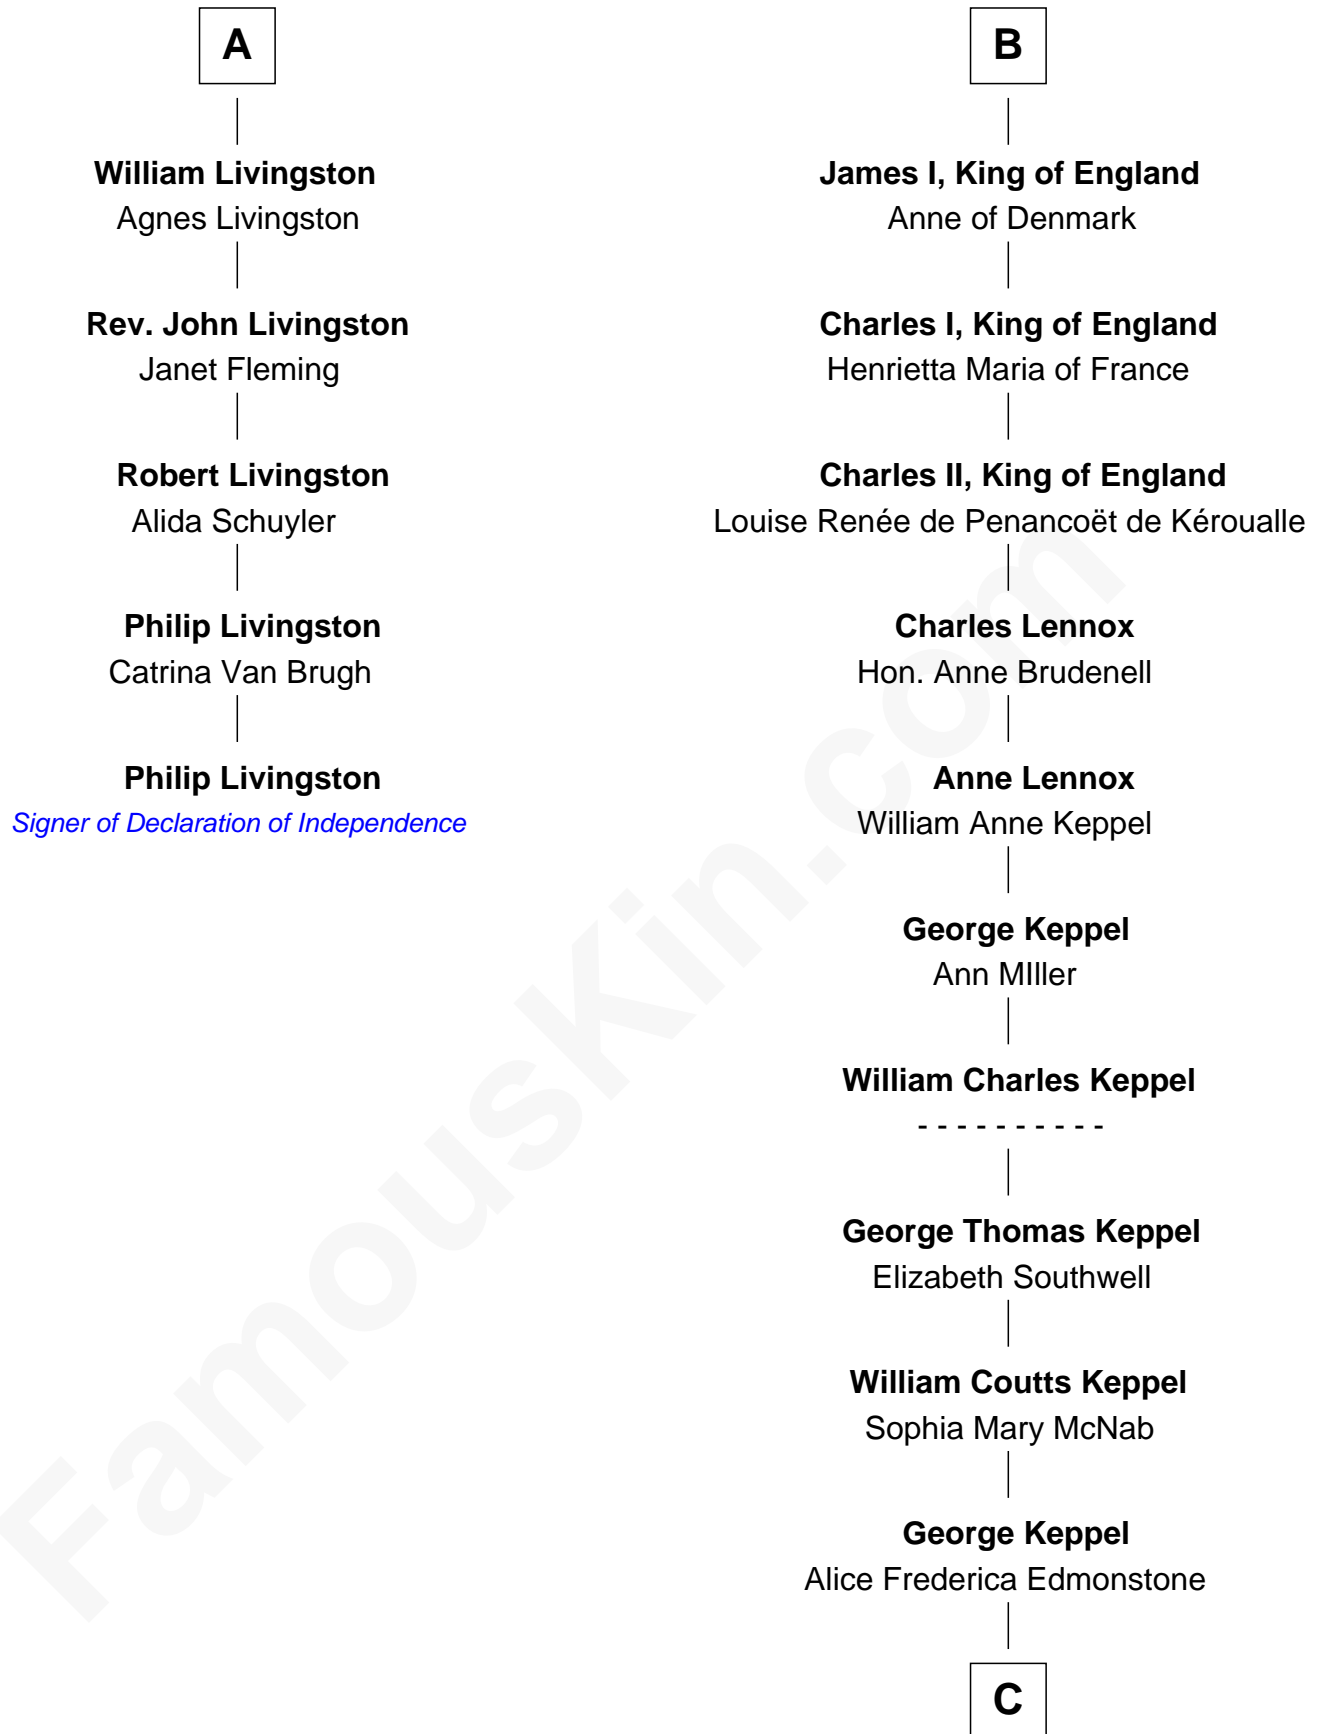 A
William Livingston
Agnes Livingston
Rev. John Livingston
Janet Fleming
Robert Livingston
Alida Schuyler
Philip Livingston
Catrina Van Brugh
Philip Livingston
Signer of Declaration of Independence
B
James I, King of England
Anne of Denmark
Charles I, King of England
Henrietta Maria of France
Charles II, King of England
Louise Renée de Penancoët de Kéroualle
Charles Lennox
Hon. Anne Brudenell
Anne Lennox
William Anne Keppel
George Keppel
Ann MIller
William Charles Keppel
- - - - - - - - - -
George Thomas Keppel
Elizabeth Southwell
William Coutts Keppel
Sophia Mary McNab
George Keppel
Alice Frederica Edmonstone
C
FamousKin.com